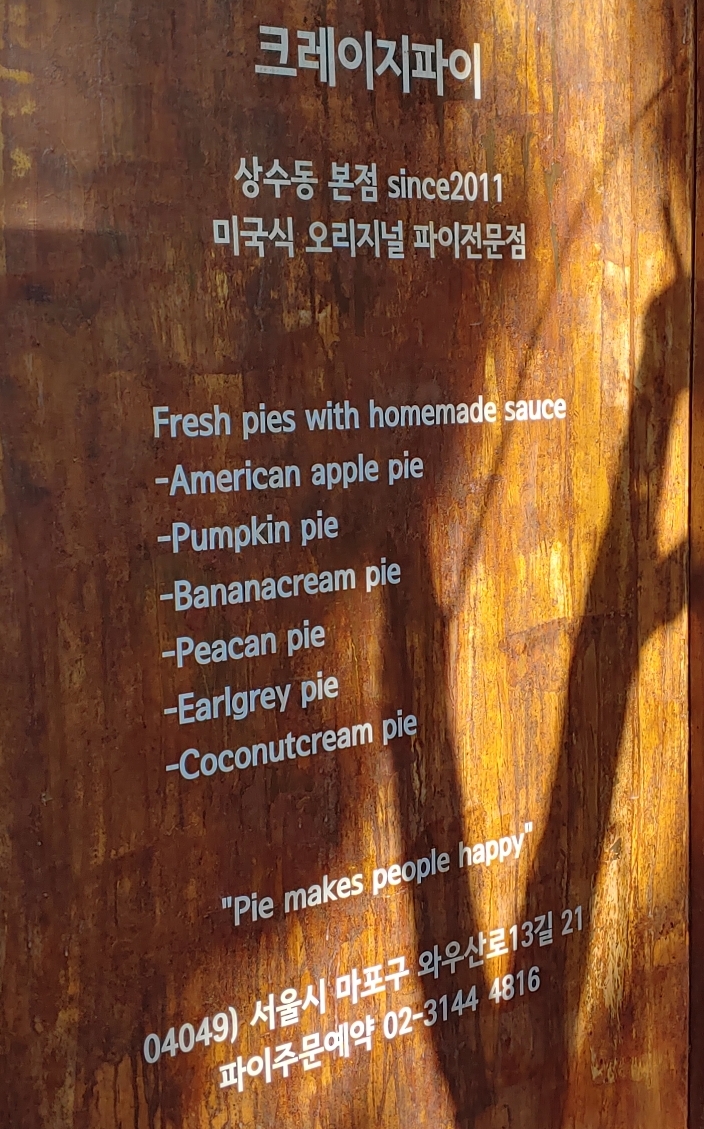 크레이지파이
상수동 본점 since2011
미국식 오리지널 파이전문점
Fresh pies with homemade sauce
-American apple pie
-Pumpkin pie
-Bananacream pie
-Peacan pie
-Earlgrey pie
-Coconutcream pie
"Pie makes people happy"
04049) 서울시 마포구 와우산로13길 21
파이주문예약 02-3144 4816